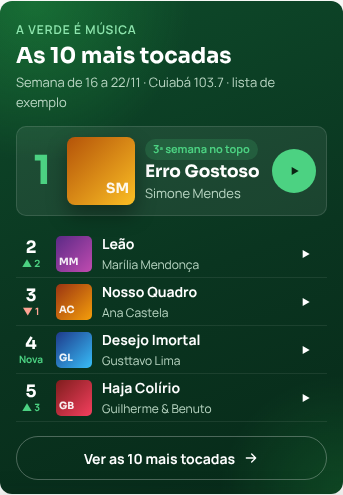 A VERDE É MÚSICA
As 10 mais tocadas
Semana de 16 a 22/11 · Cuiabá 103.7 · lista de
exemplo
1
SM
3ª semana no topo
Erro Gostoso
Simone Mendes
2
▲ 2
MM
Leão
Marília Mendonça
3
▼ 1
AC
Nosso Quadro
Ana Castela
4
Nova
GL
Desejo Imortal
Gusttavo Lima
5
▲ 3
GB
Haja Colírio
Guilherme & Benuto
Ver as 10 mais tocadas →